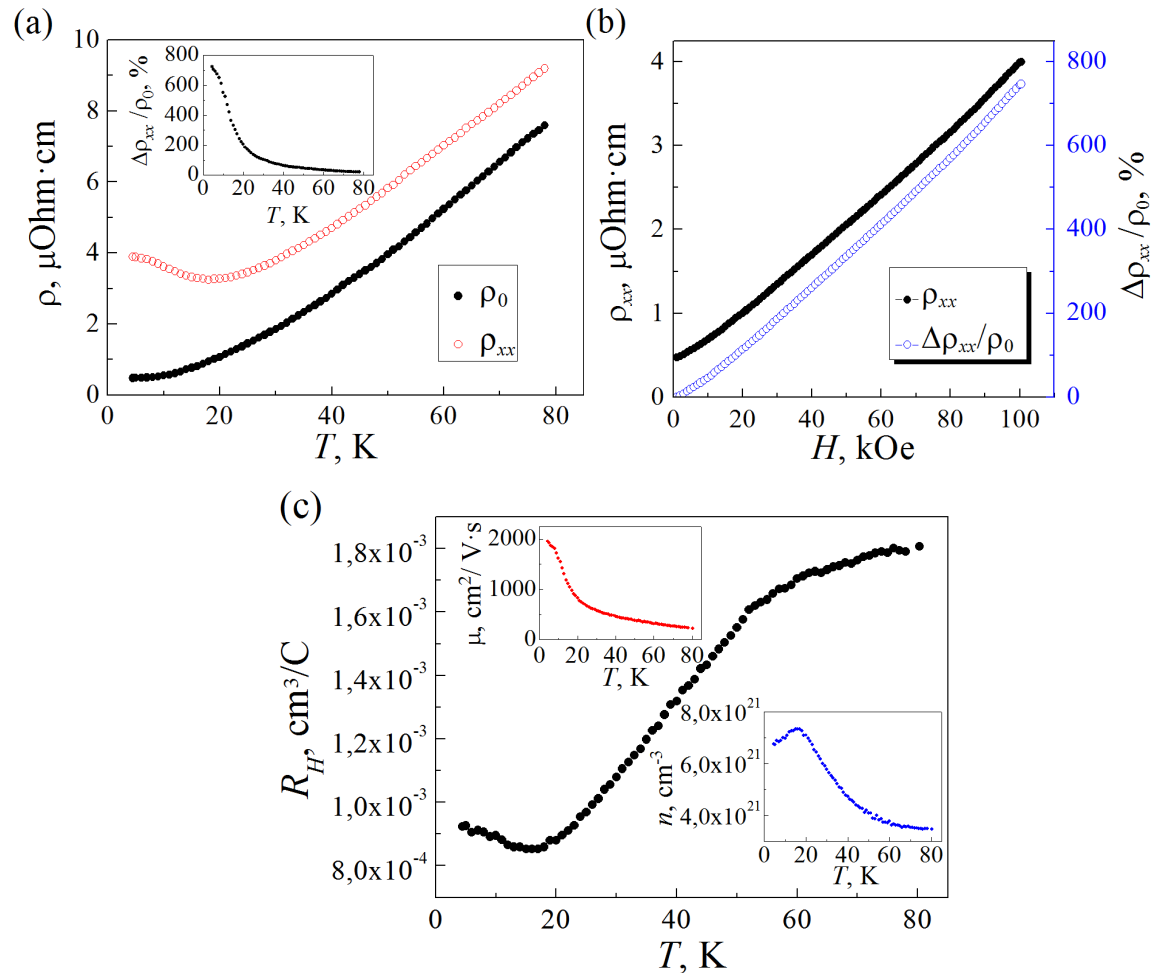 (a)
10
8
6
4
2
0
ρ, μOhm·cm
0 20 40 60 80
T, K
ρ₀
ρxx
800
600
400
200
0
Δρxx/ρ₀, %
0 20 40 60 80
T, K
(b)
4
3
2
1
0
ρxx, μOhm·cm
0 20 40 60 80 100
H, kOe
800
600
400
200
0
Δρxx/ρ₀, %
ρxx
Δρxx/ρ₀
(c)
1,8x10⁻³
1,6x10⁻³
1,4x10⁻³
1,2x10⁻³
1,0x10⁻³
8,0x10⁻⁴
R_H, cm³/C
0 20 40 60 80
T, K
2000
1000
0
μ, cm²/ V·s
0 20 40 60 80
T, K
8,0x10²¹
6,0x10²¹
4,0x10²¹
n, cm⁻³
0 20 40 60 80
T, K